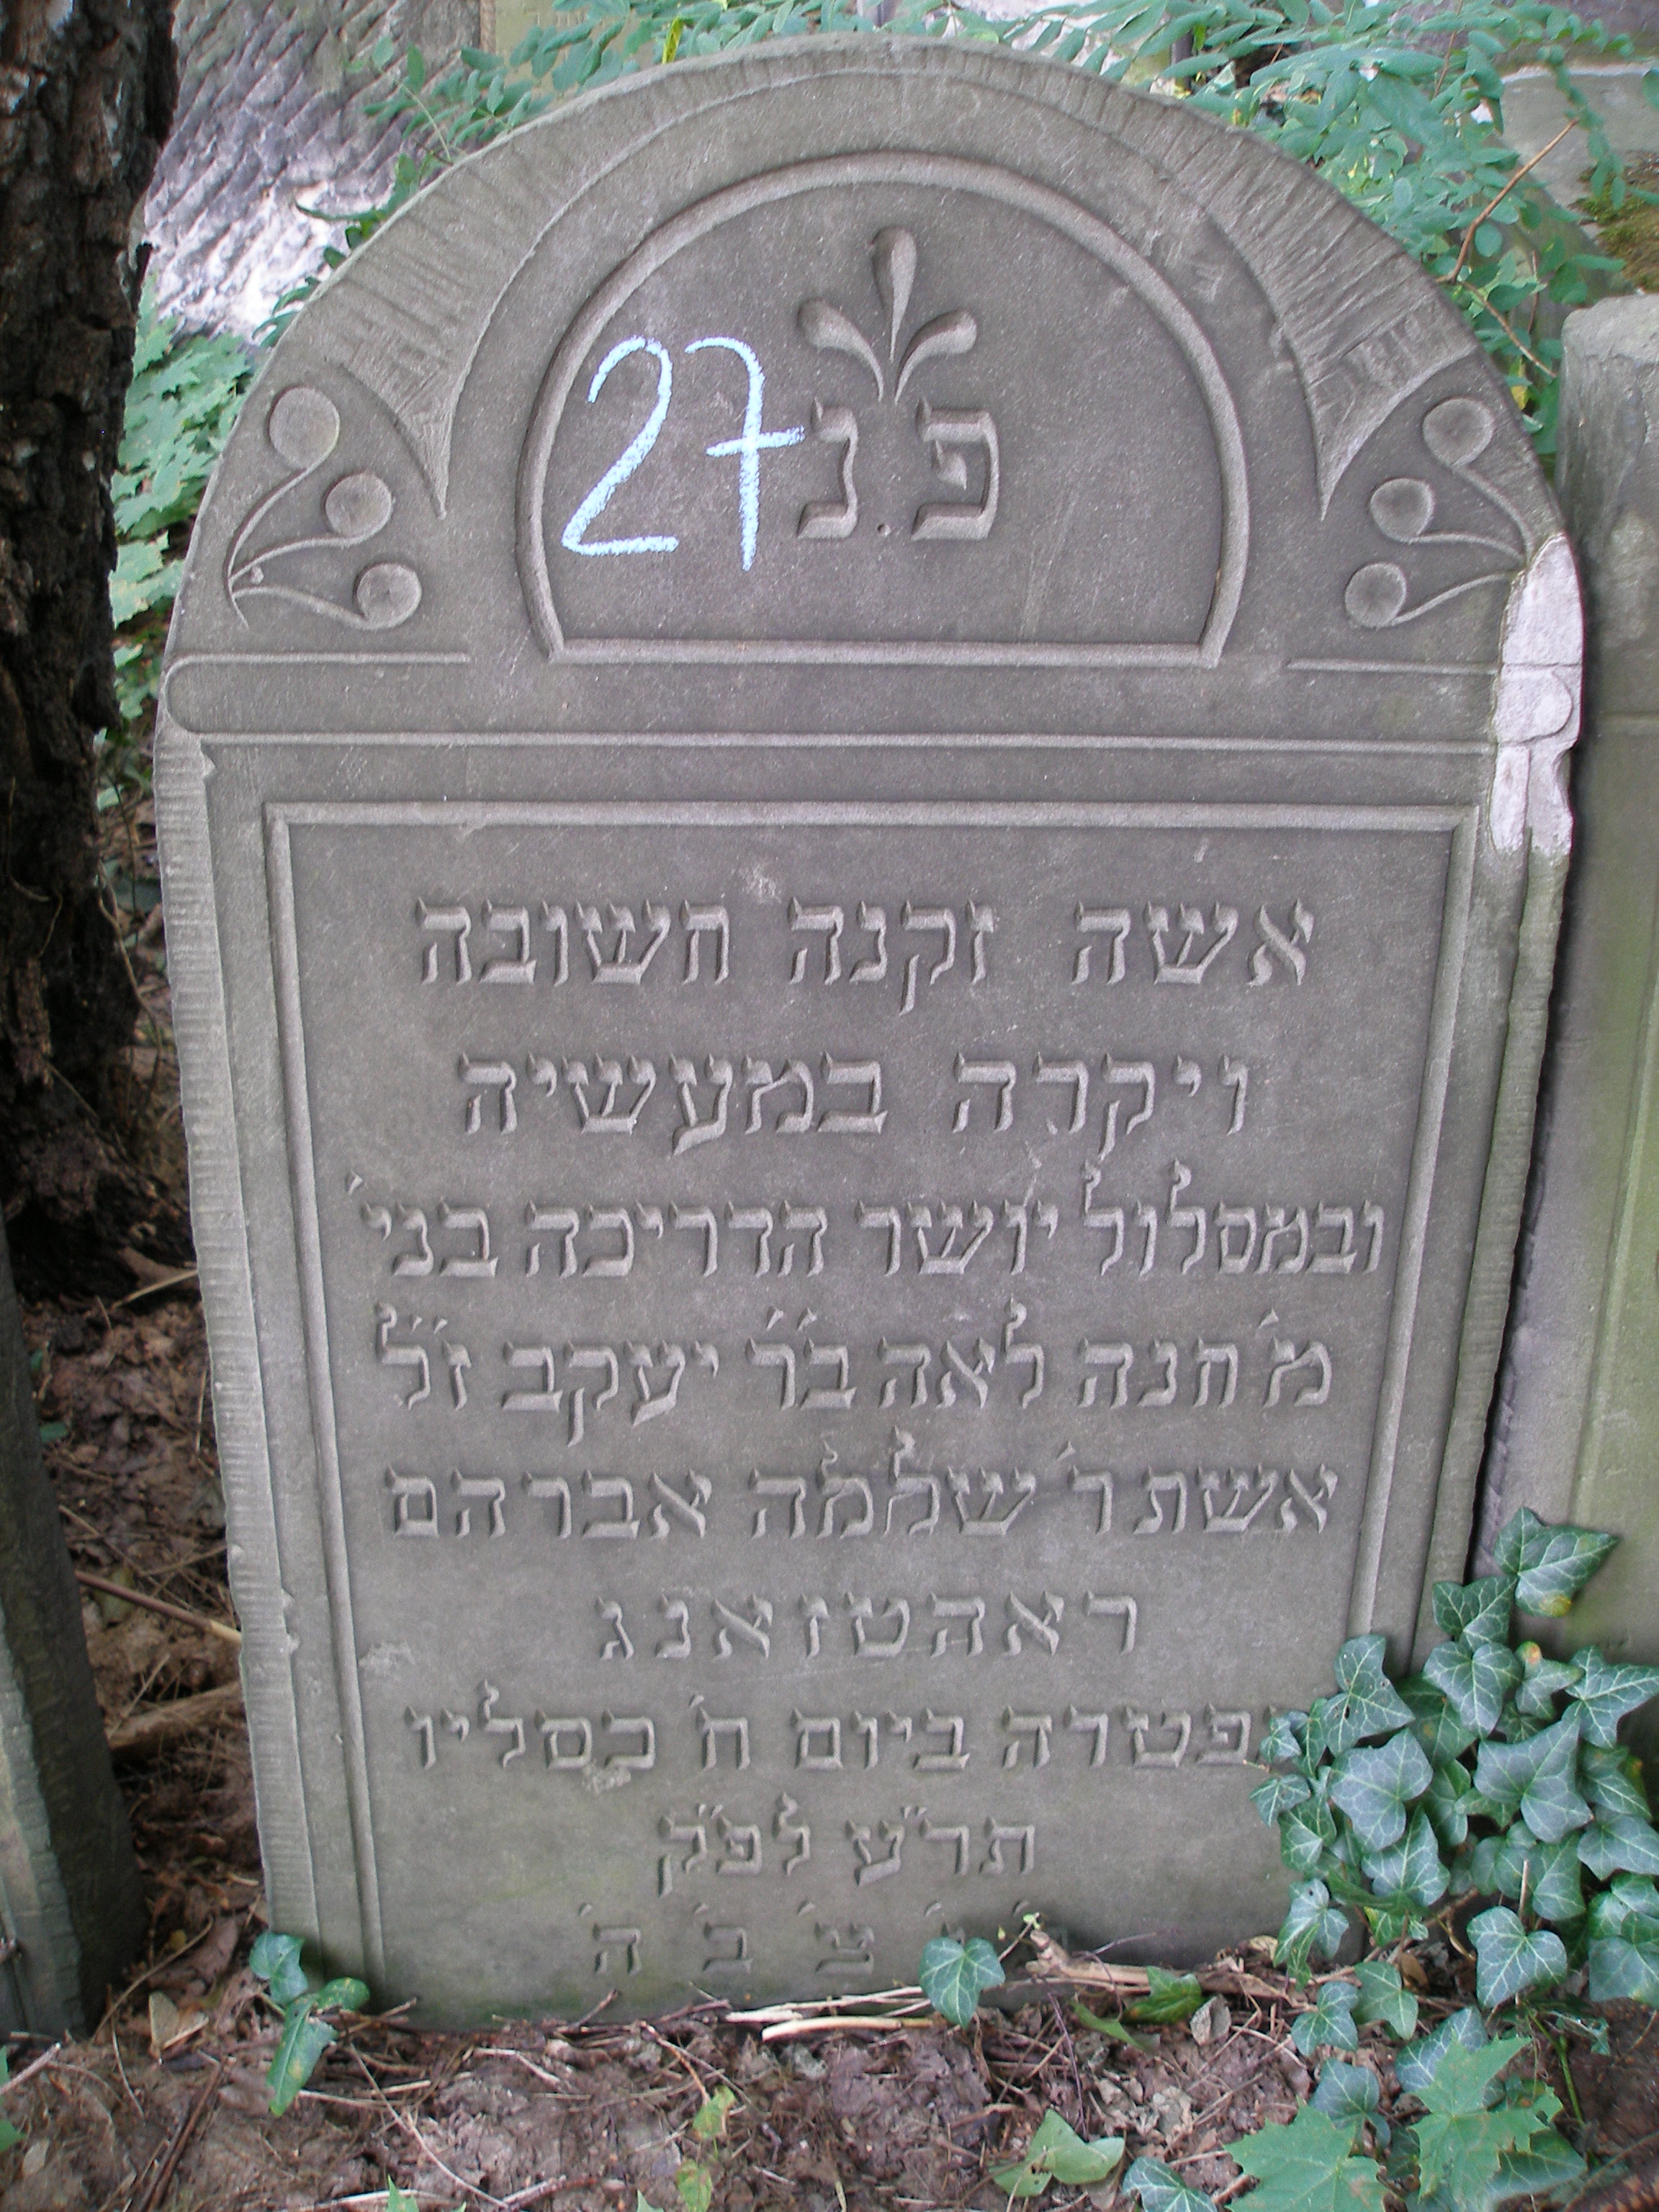 27
פ.נ
אשה זקנה חשובה
ויקרה במעשיה
ובמסלול יושר הדריכה בני׳
מ׳ חנה לאה בר״ יעקב ז״ל
אשת ר׳ שלמה אברהם
ראהטזאנג
ביום ח׳ כסליו
תר״ע לפ״ק
צ׳ ב׳ ה׳